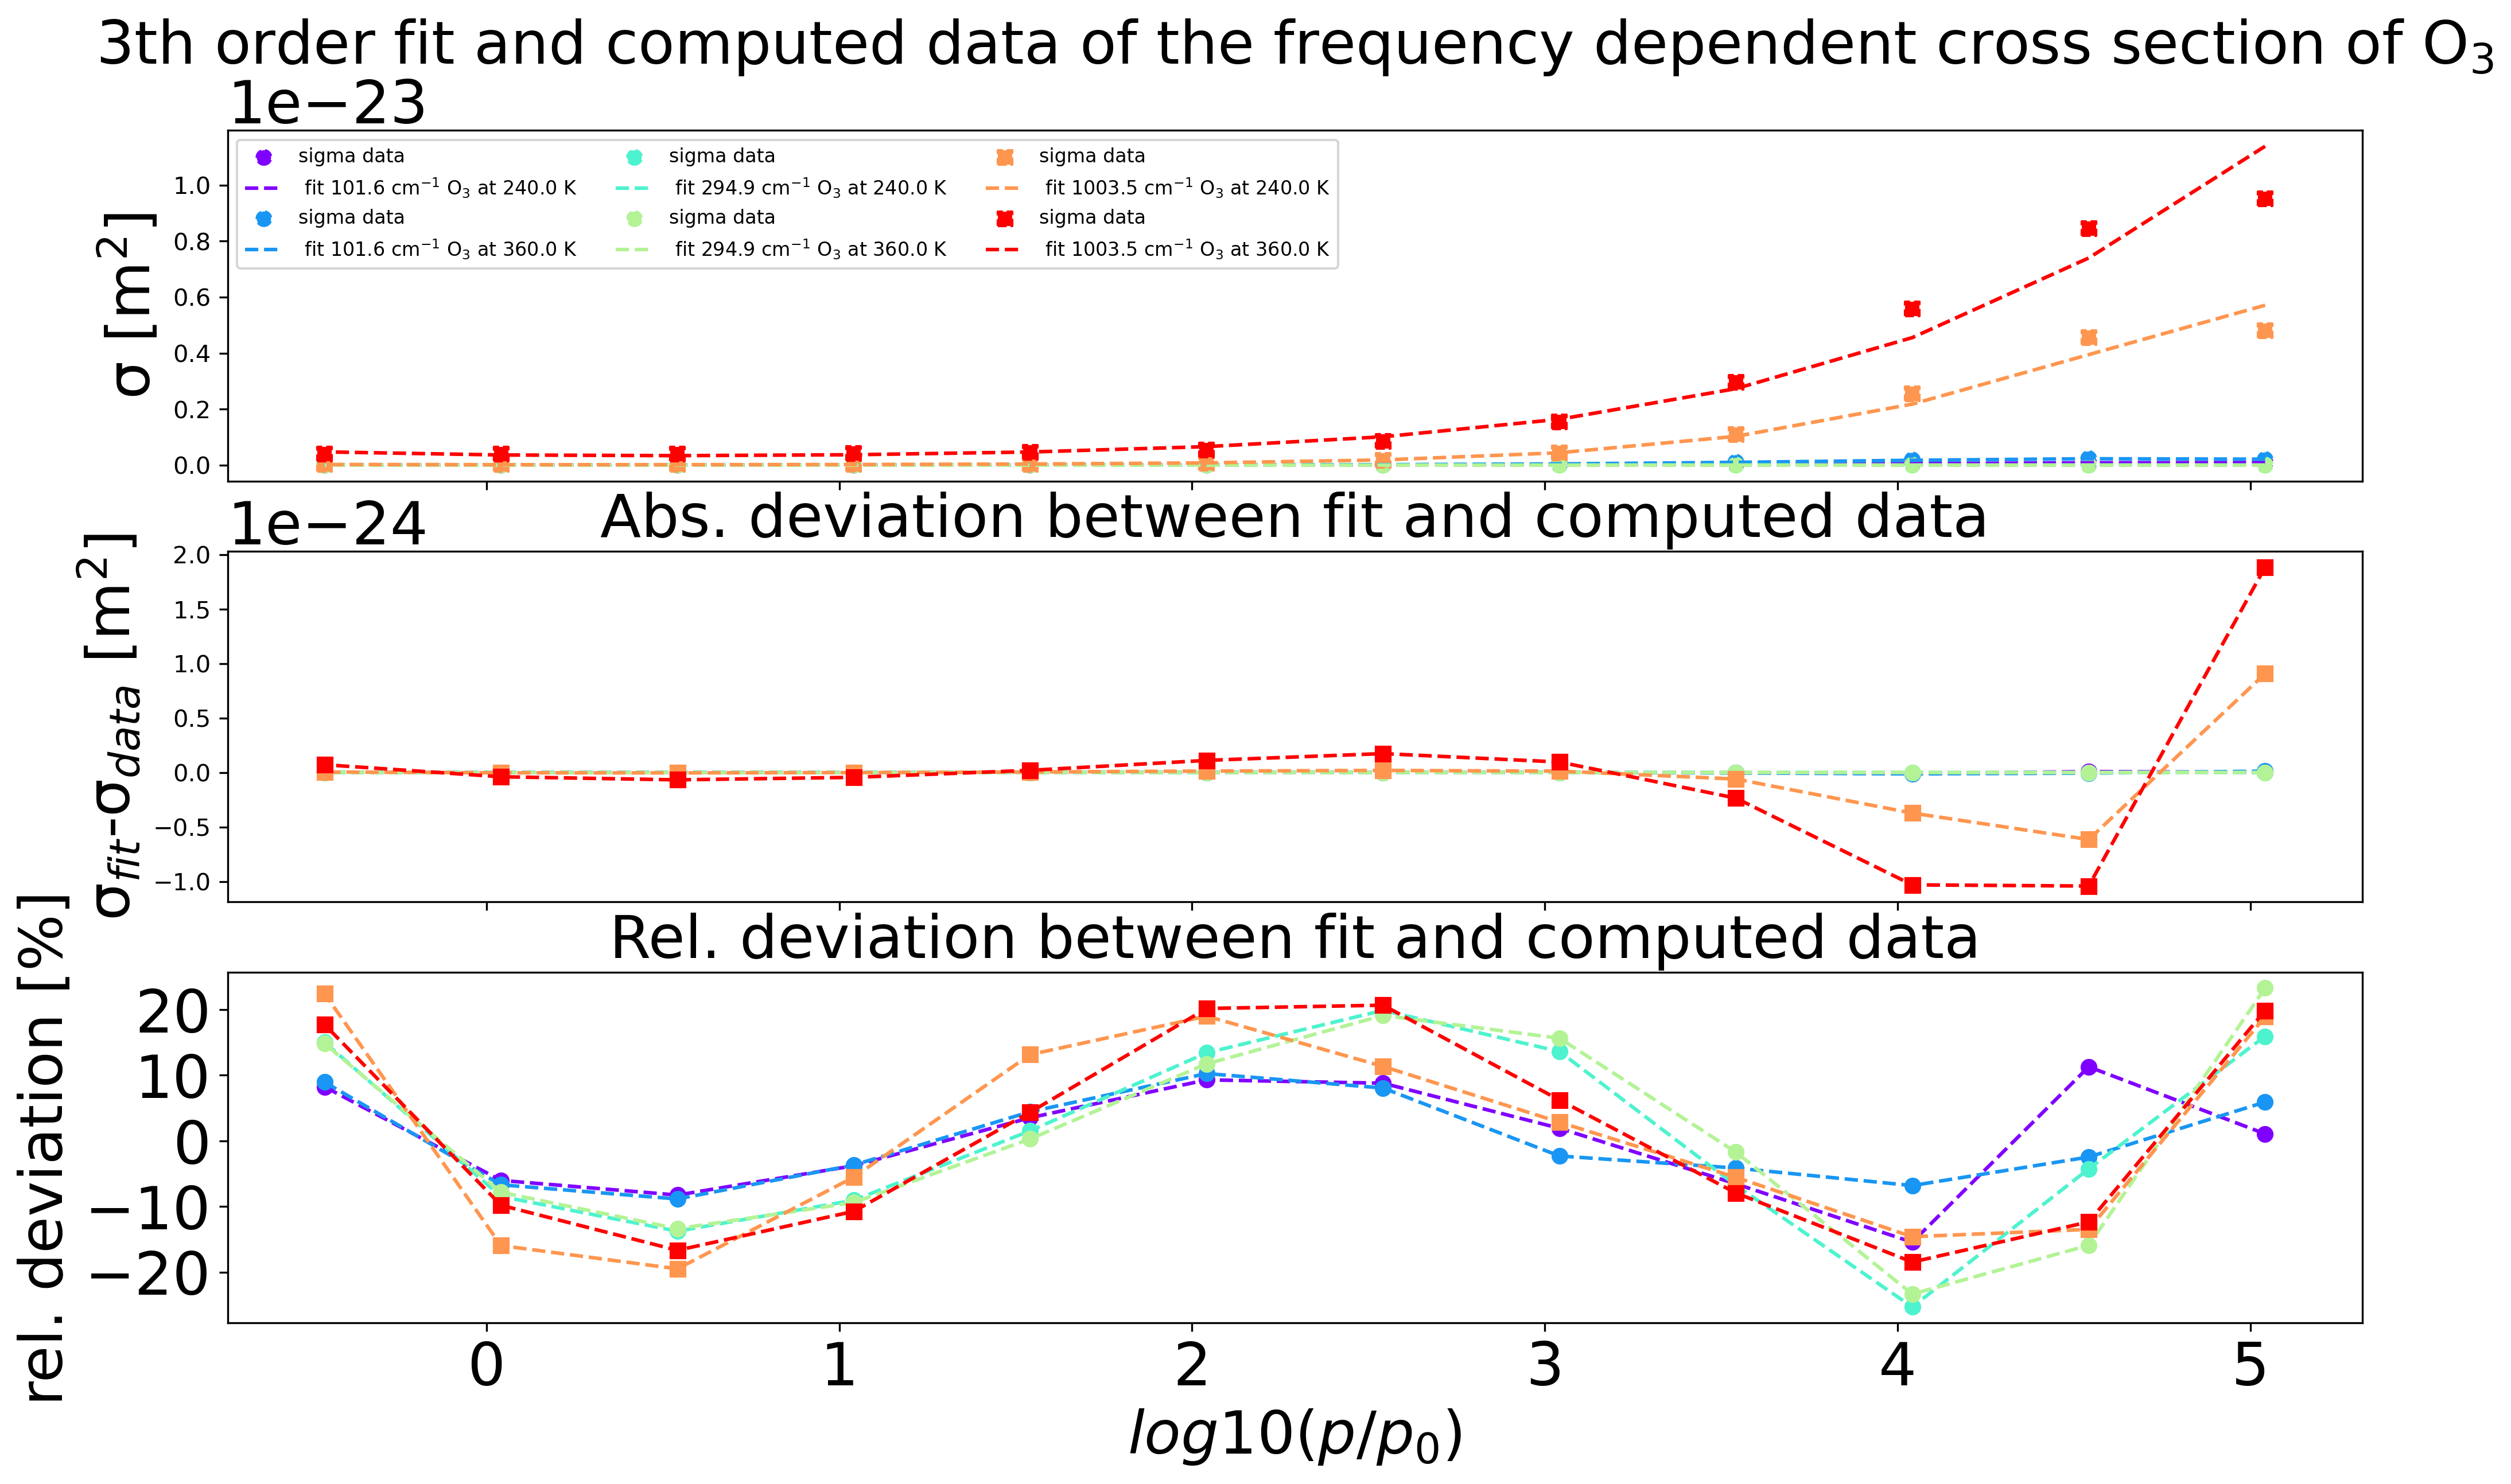 3th order fit and computed data of the frequency dependent cross section of O₃
1e−23
σ [m²]
1.0
0.8
0.6
0.4
0.2
0.0
sigma data
fit 101.6 cm⁻¹ O₃ at 240.0 K
sigma data
fit 101.6 cm⁻¹ O₃ at 360.0 K
sigma data
fit 294.9 cm⁻¹ O₃ at 240.0 K
sigma data
fit 294.9 cm⁻¹ O₃ at 360.0 K
sigma data
fit 1003.5 cm⁻¹ O₃ at 240.0 K
sigma data
fit 1003.5 cm⁻¹ O₃ at 360.0 K
1e−24
Abs. deviation between fit and computed data
σfit-σdata [m²]
2.0
1.5
1.0
0.5
0.0
−0.5
−1.0
Rel. deviation between fit and computed data
rel. deviation [%]
20
10
0
−10
−20
0 1 2 3 4 5
log10(p/p₀)